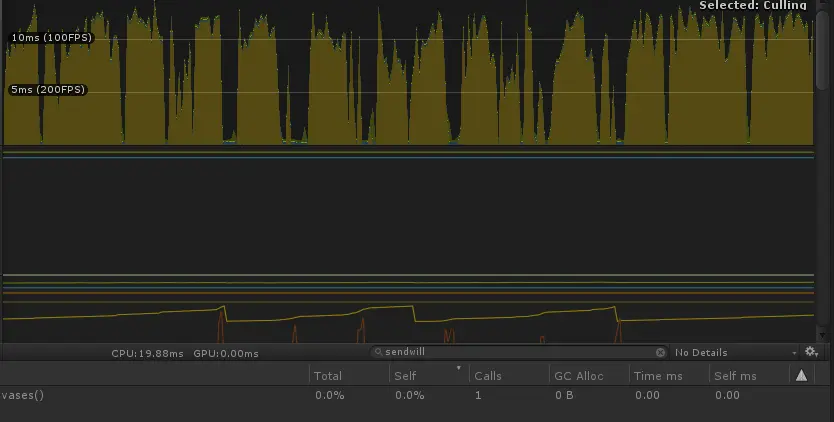 Selected: Culling
10ms (100FPS)
5ms (200FPS)
CPU:19.88ms GPU:0.00ms sendwill No Details
Total Self Calls GC Alloc Time ms Self ms
vases() 0.0% 0.0% 1 0 B 0.00 0.00